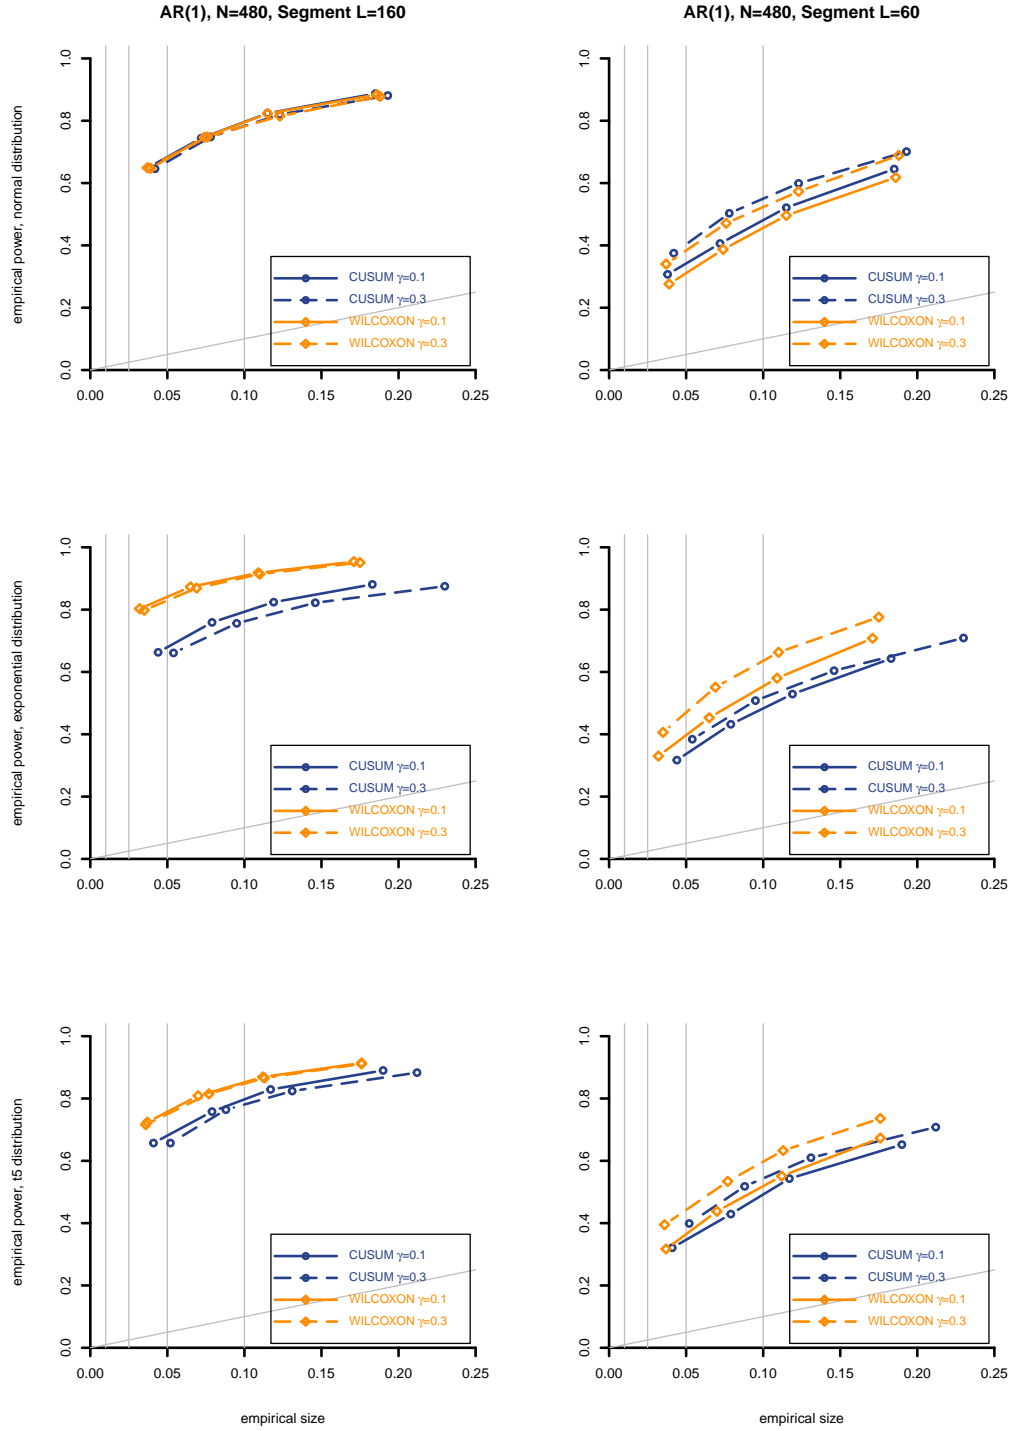 AR(1), N=480, Segment L=160
AR(1), N=480, Segment L=60
empirical power, normal distribution
0.0 0.2 0.4 0.6 0.8 1.0
CUSUM γ=0.1
CUSUM γ=0.3
WILCOXON γ=0.1
WILCOXON γ=0.3
0.00 0.05 0.10 0.15 0.20 0.25
0.0 0.2 0.4 0.6 0.8 1.0
CUSUM γ=0.1
CUSUM γ=0.3
WILCOXON γ=0.1
WILCOXON γ=0.3
0.00 0.05 0.10 0.15 0.20 0.25
empirical power, exponential distribution
0.0 0.2 0.4 0.6 0.8 1.0
CUSUM γ=0.1
CUSUM γ=0.3
WILCOXON γ=0.1
WILCOXON γ=0.3
0.00 0.05 0.10 0.15 0.20 0.25
0.0 0.2 0.4 0.6 0.8 1.0
CUSUM γ=0.1
CUSUM γ=0.3
WILCOXON γ=0.1
WILCOXON γ=0.3
0.00 0.05 0.10 0.15 0.20 0.25
empirical power, t5 distribution
0.0 0.2 0.4 0.6 0.8 1.0
CUSUM γ=0.1
CUSUM γ=0.3
WILCOXON γ=0.1
WILCOXON γ=0.3
0.00 0.05 0.10 0.15 0.20 0.25
empirical size
0.0 0.2 0.4 0.6 0.8 1.0
CUSUM γ=0.1
CUSUM γ=0.3
WILCOXON γ=0.1
WILCOXON γ=0.3
0.00 0.05 0.10 0.15 0.20 0.25
empirical size